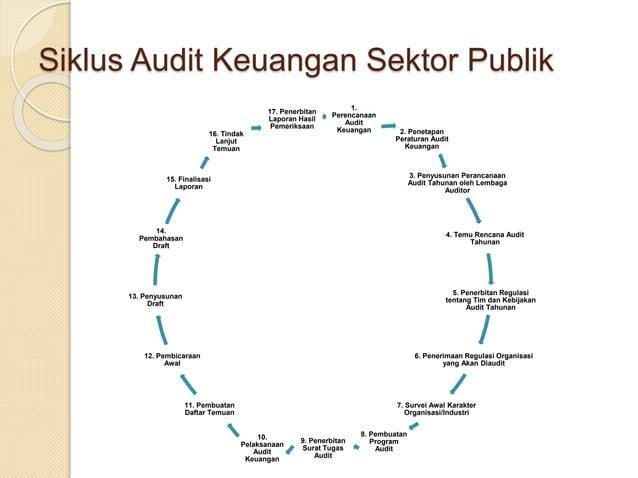 Siklus Audit Keuangan Sektor Publik
1.
Perencanaan
Audit
Keuangan
2. Penetapan
Peraturan Audit
Keuangan
3. Penyusunan Perancanaan
Audit Tahunan oleh Lembaga
Auditor
4. Temu Rencana Audit
Tahunan
5. Penerbitan Regulasi
tentang Tim dan Kebijakan
Audit Tahunan
6. Penerimaan Regulasi Organisasi
yang Akan Diaudit
7. Survei Awal Karakter
Organisasi/Industri
8. Pembuatan
Program
Audit
9. Penerbitan
Surat Tugas
Audit
10.
Pelaksanaan
Audit
Keuangan
11. Pembuatan
Daftar Temuan
12. Pembicaraan
Awal
13. Penyusunan
Draft
14.
Pembahasan
Draft
15. Finalisasi
Laporan
16. Tindak
Lanjut
Temuan
17. Penerbitan
Laporan Hasil
Pemeriksaan